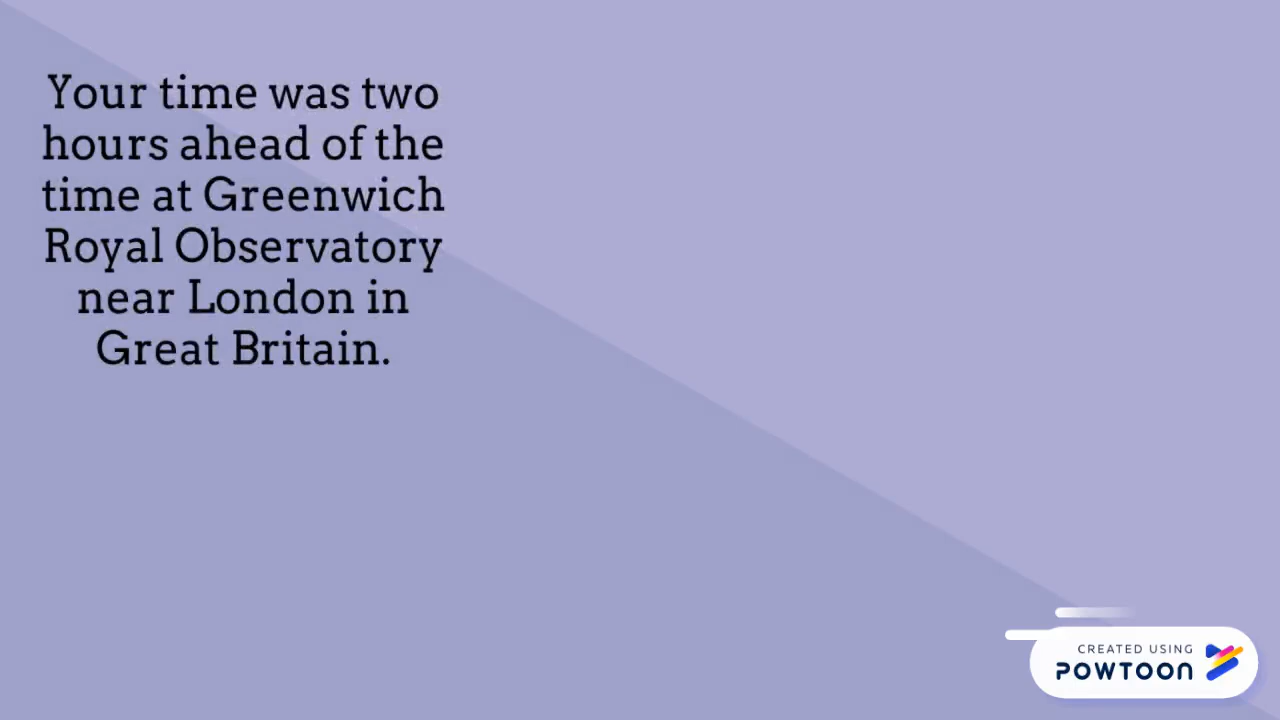 Your time was two
hours ahead of the
time at Greenwich
Royal Observatory
near London in
Great Britain.
CREATED USING
POWTOON